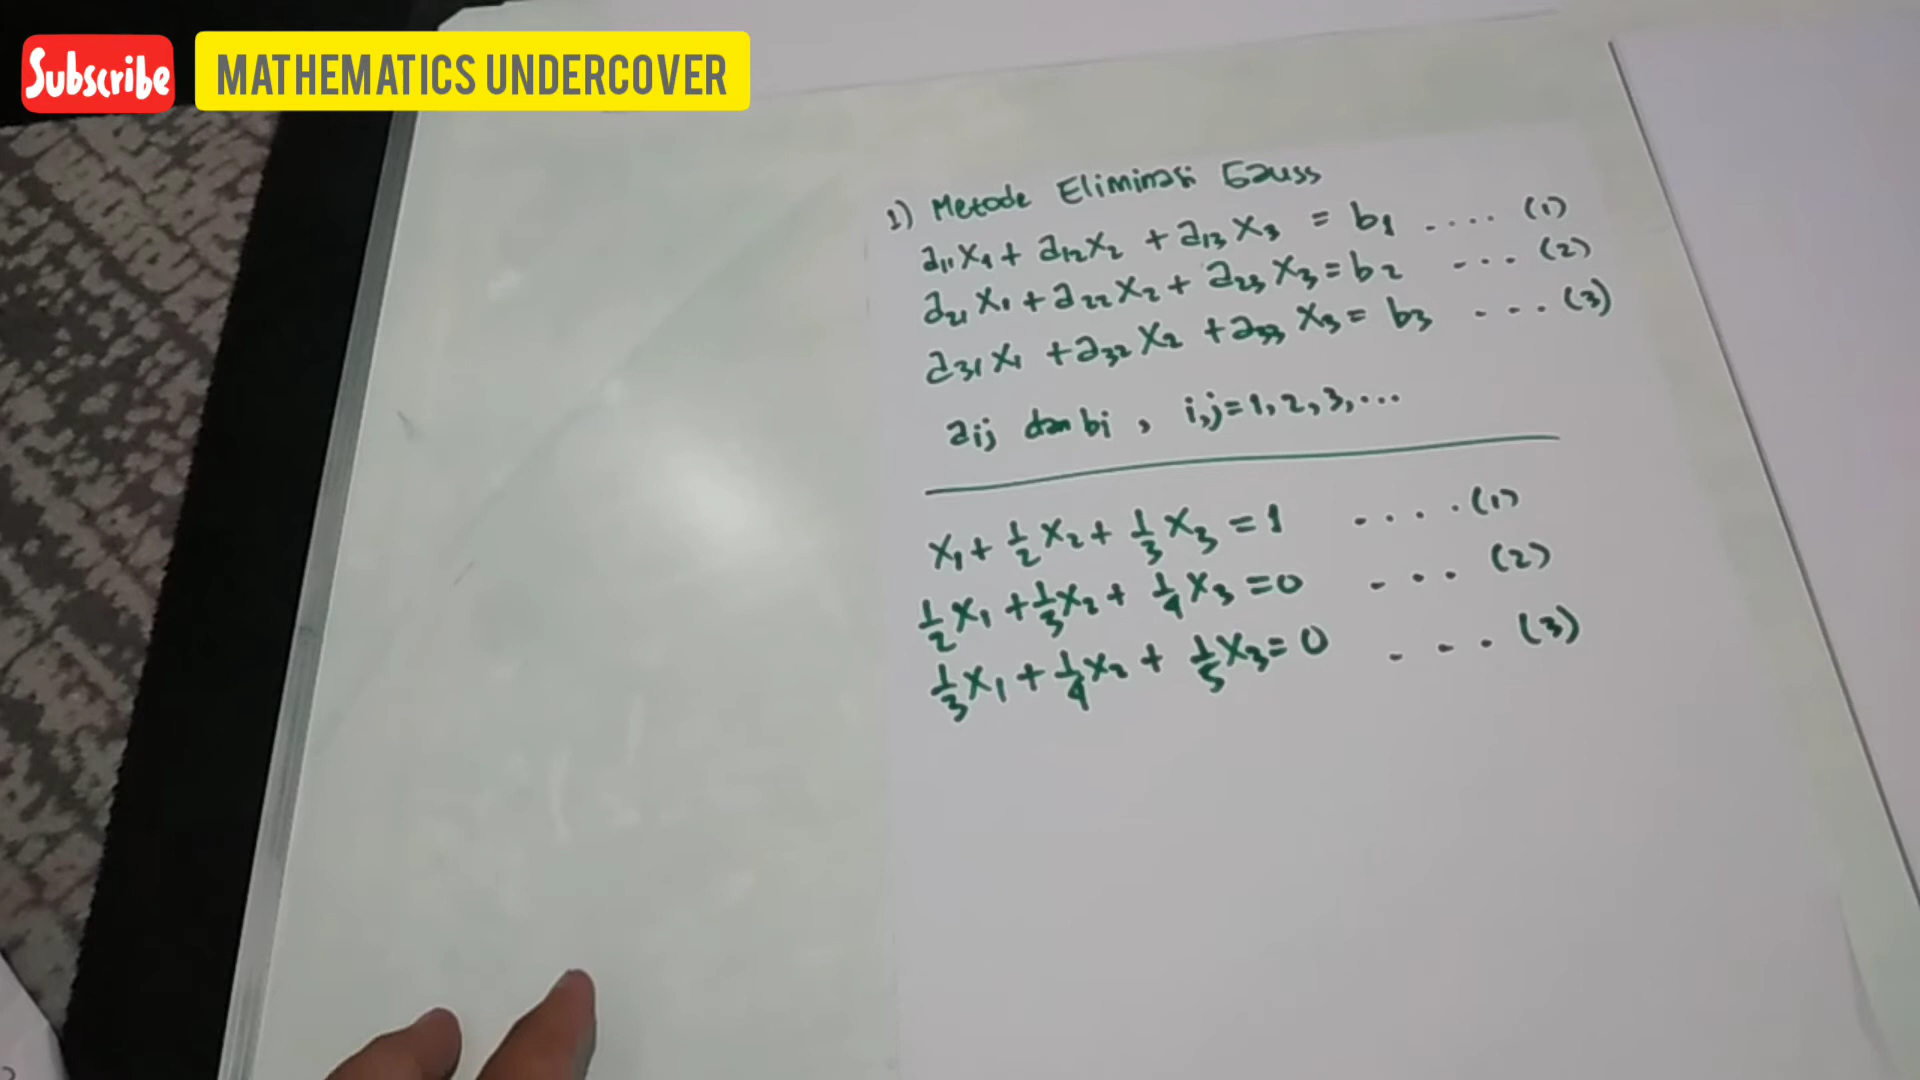 Subscribe
MATHEMATICS UNDERCOVER
1) Metode Eliminasi Gauss
a₁₁x₁ + a₁₂x₂ + a₁₃x₃ = b₁ .... (1)
a₂₁x₁ + a₂₂x₂ + a₂₃x₃ = b₂ .... (2)
a₃₁x₁ + a₃₂x₂ + a₃₃x₃ = b₃ .... (3)
aij dan bi , i,j=1,2,3,...
x₁ + 1/2 x₂ + 1/3 x₃ = 1 .... (1)
1/2 x₁ + 1/3 x₂ + 1/4 x₃ = 0 ... (2)
1/3 x₁ + 1/4 x₂ + 1/5 x₃ = 0 ... (3)